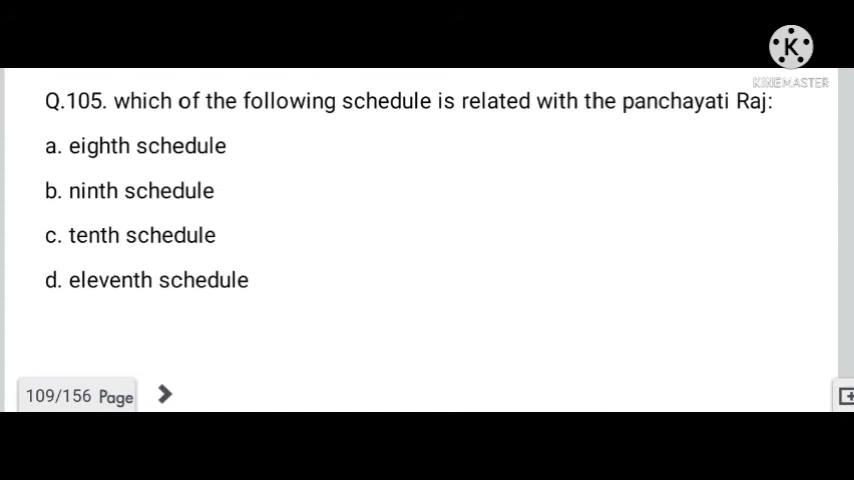 K
KINEMASTER
Q.105. which of the following schedule is related with the panchayati Raj:
a. eighth schedule
b. ninth schedule
c. tenth schedule
d. eleventh schedule
109/156 Page